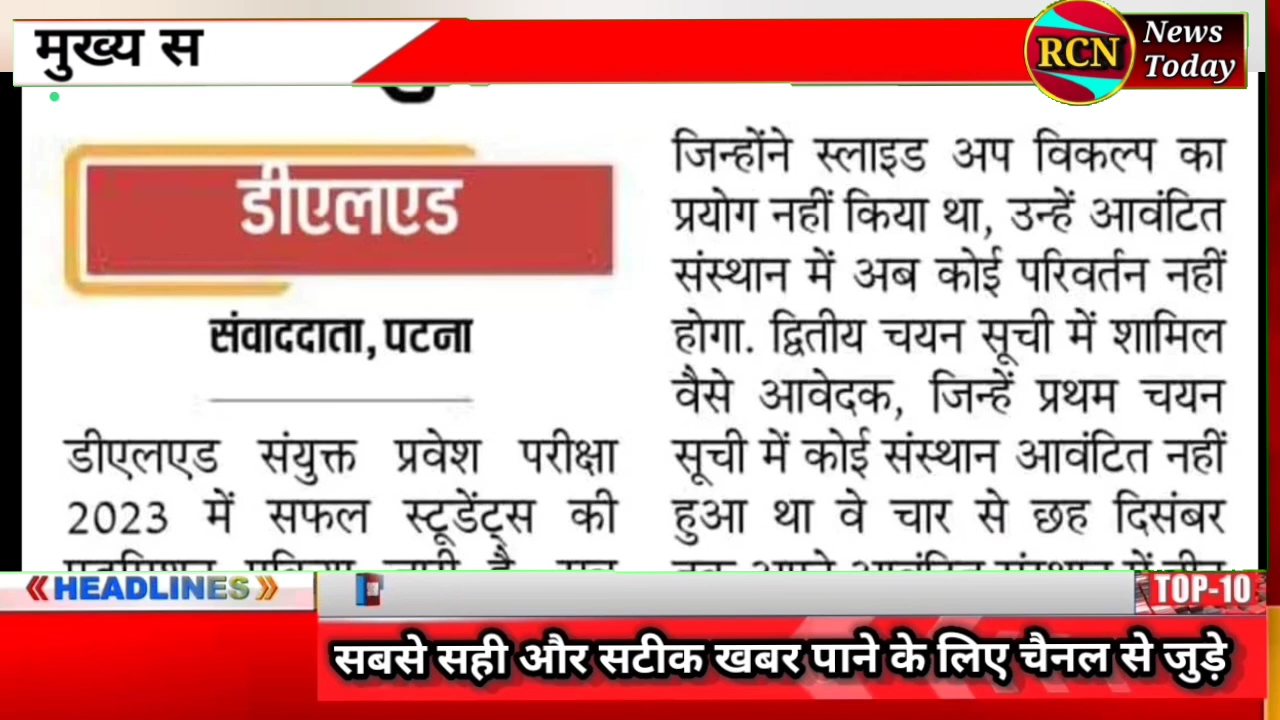 मुख्य स
RCN
News
Today
डीएलएड
संवाददाता, पटना
डीएलएड संयुक्त प्रवेश परीक्षा
2023 में सफल स्टूडेंट्स की
जिन्होंने स्लाइड अप विकल्प का
प्रयोग नहीं किया था, उन्हें आवंटित
संस्थान में अब कोई परिवर्तन नहीं
होगा. द्वितीय चयन सूची में शामिल
वैसे आवेदक, जिन्हें प्रथम चयन
सूची में कोई संस्थान आवंटित नहीं
हुआ था वे चार से छह दिसंबर
HEADLINES
TOP-10
सबसे सही और सटीक खबर पाने के लिए चैनल से जुड़े